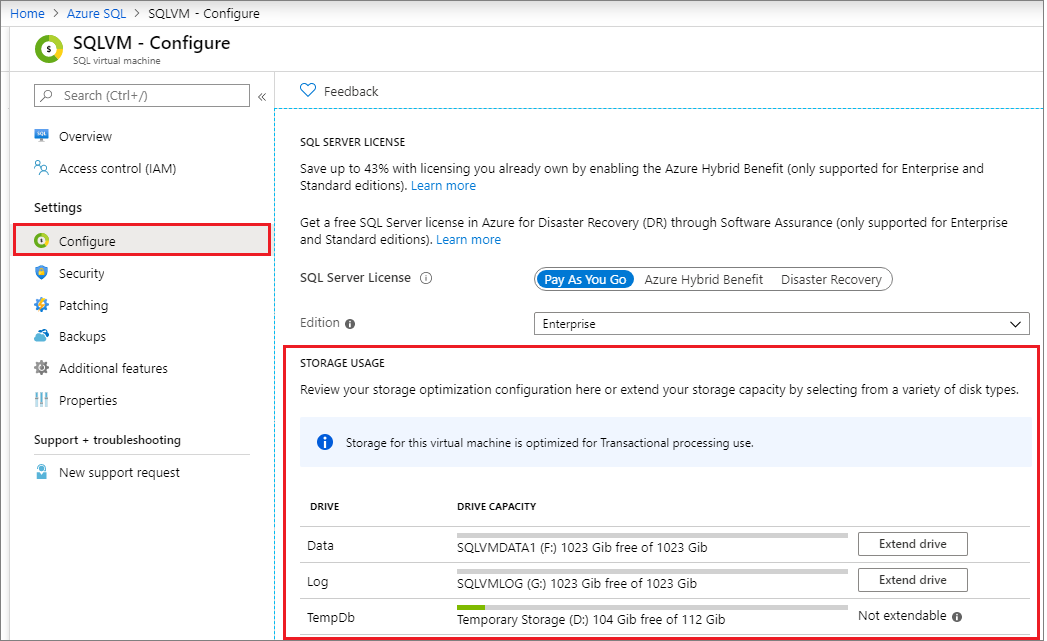 Home > Azure SQL > SQLVM - Configure
SQLVM - Configure
SQL virtual machine
Search (Ctrl+/)
«
Overview
Access control (IAM)
Settings
Configure
Security
Patching
Backups
Additional features
Properties
Support + troubleshooting
New support request
Feedback
SQL SERVER LICENSE
Save up to 43% with licensing you already own by enabling the Azure Hybrid Benefit (only supported for Enterprise and
Standard editions). Learn more
Get a free SQL Server license in Azure for Disaster Recovery (DR) through Software Assurance (only supported for Enterprise
and Standard editions). Learn more
SQL Server License Pay As You Go Azure Hybrid Benefit Disaster Recovery
Edition Enterprise
STORAGE USAGE
Review your storage optimization configuration here or extend your storage capacity by selecting from a variety of disk types.
Storage for this virtual machine is optimized for Transactional processing use.
DRIVE DRIVE CAPACITY
Data SQLVMDATA1 (F:) 1023 Gib free of 1023 Gib Extend drive
Log SQLVMLOG (G:) 1023 Gib free of 1023 Gib Extend drive
TempDb Temporary Storage (D:) 104 Gib free of 112 Gib Not extendable